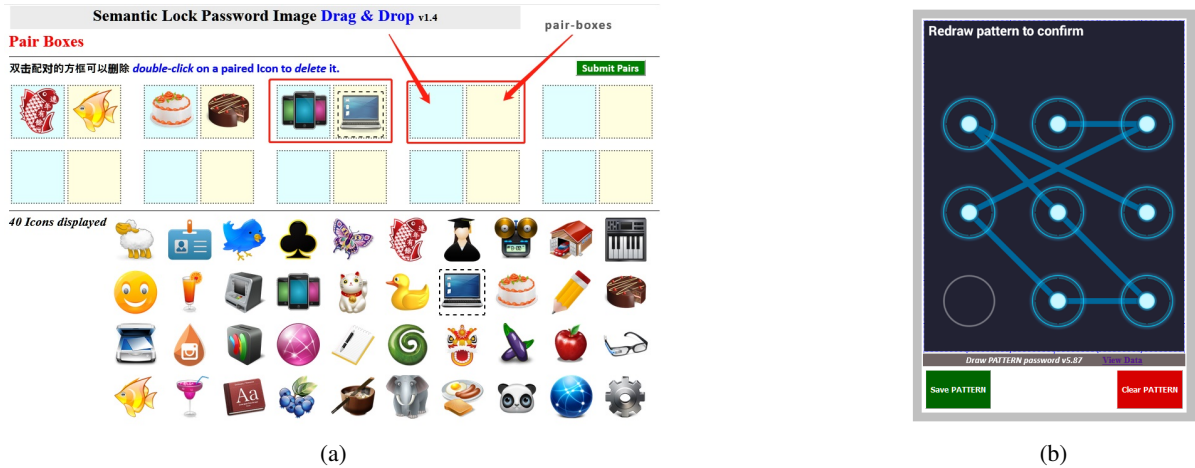 Semantic Lock Password Image Drag & Drop v1.4
pair-boxes
Pair Boxes
双击配对的方框可以删除 double-click on a paired Icon to delete it.
Submit Pairs
40 Icons displayed
Aa
(a)
Redraw pattern to confirm
Draw PATTERN password v5.87 View Data
Save PATTERN
Clear PATTERN
(b)